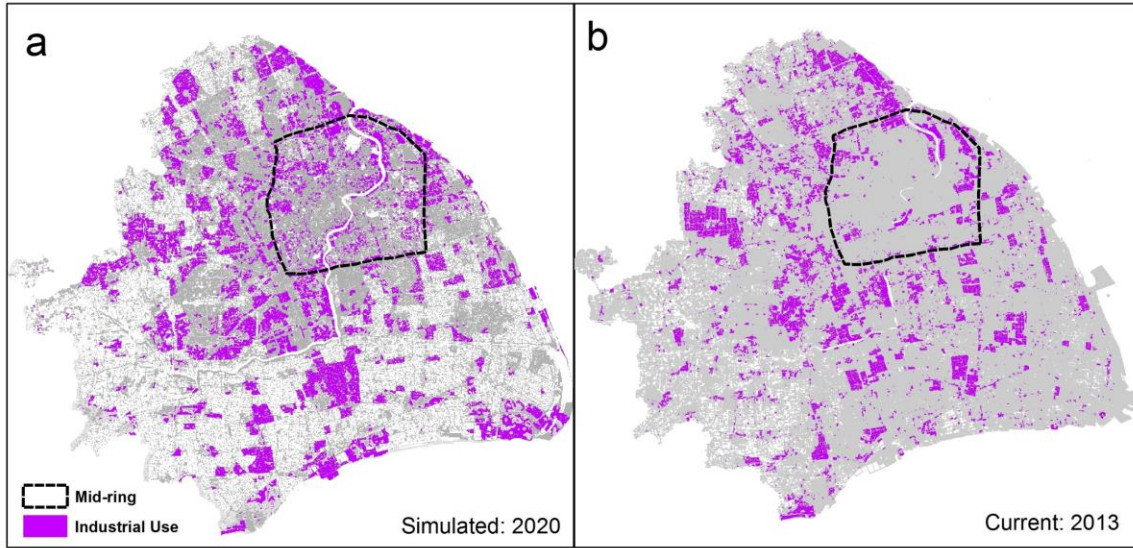 a
b
Mid-ring
Industrial Use
Simulated: 2020
Current: 2013